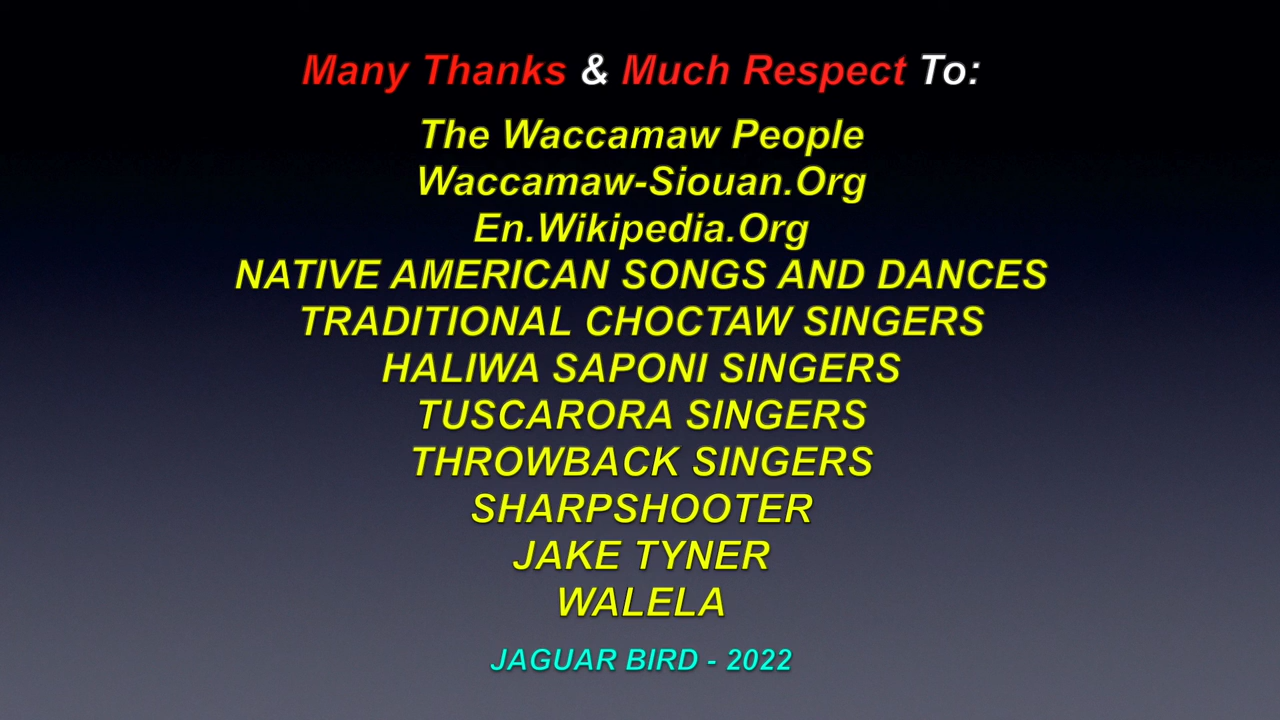 Many Thanks & Much Respect To:
The Waccamaw People
Waccamaw-Siouan.Org
En.Wikipedia.Org
NATIVE AMERICAN SONGS AND DANCES
TRADITIONAL CHOCTAW SINGERS
HALIWA SAPONI SINGERS
TUSCARORA SINGERS
THROWBACK SINGERS
SHARPSHOOTER
JAKE TYNER
WALELA
JAGUAR BIRD - 2022